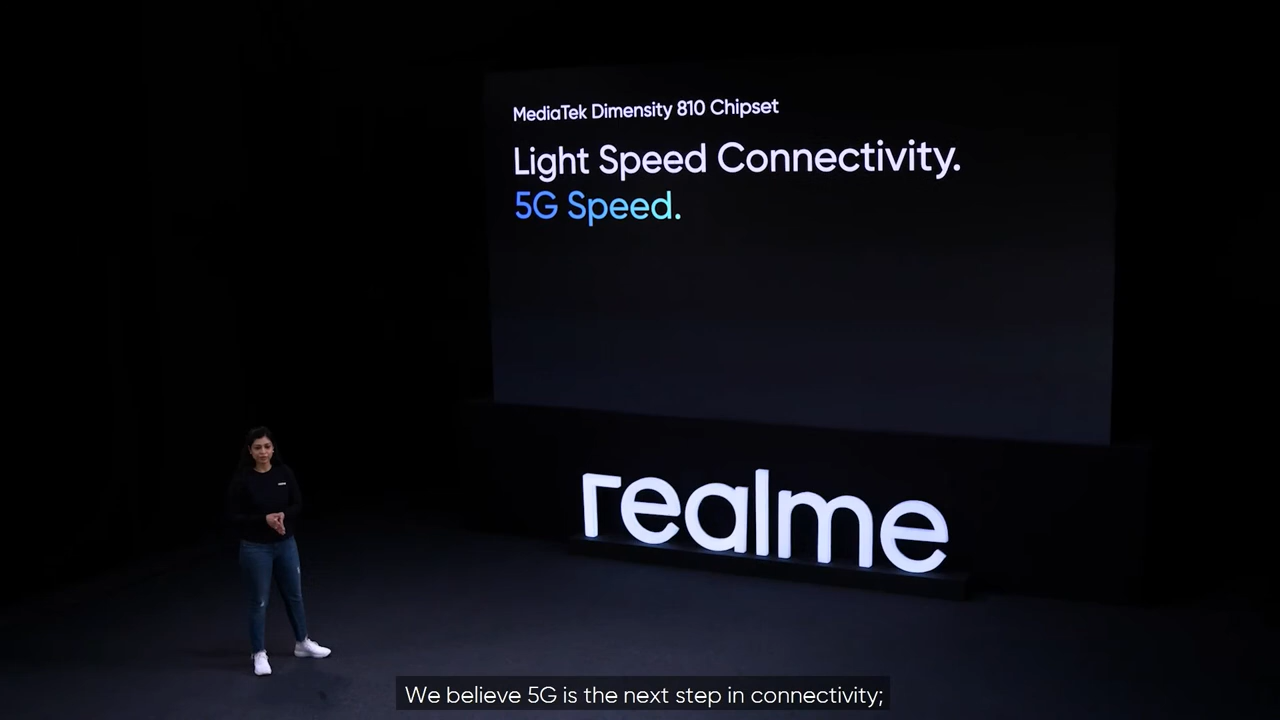 MediaTek Dimensity 810 Chipset
Light Speed Connectivity.
5G Speed.
realme
We believe 5G is the next step in connectivity;